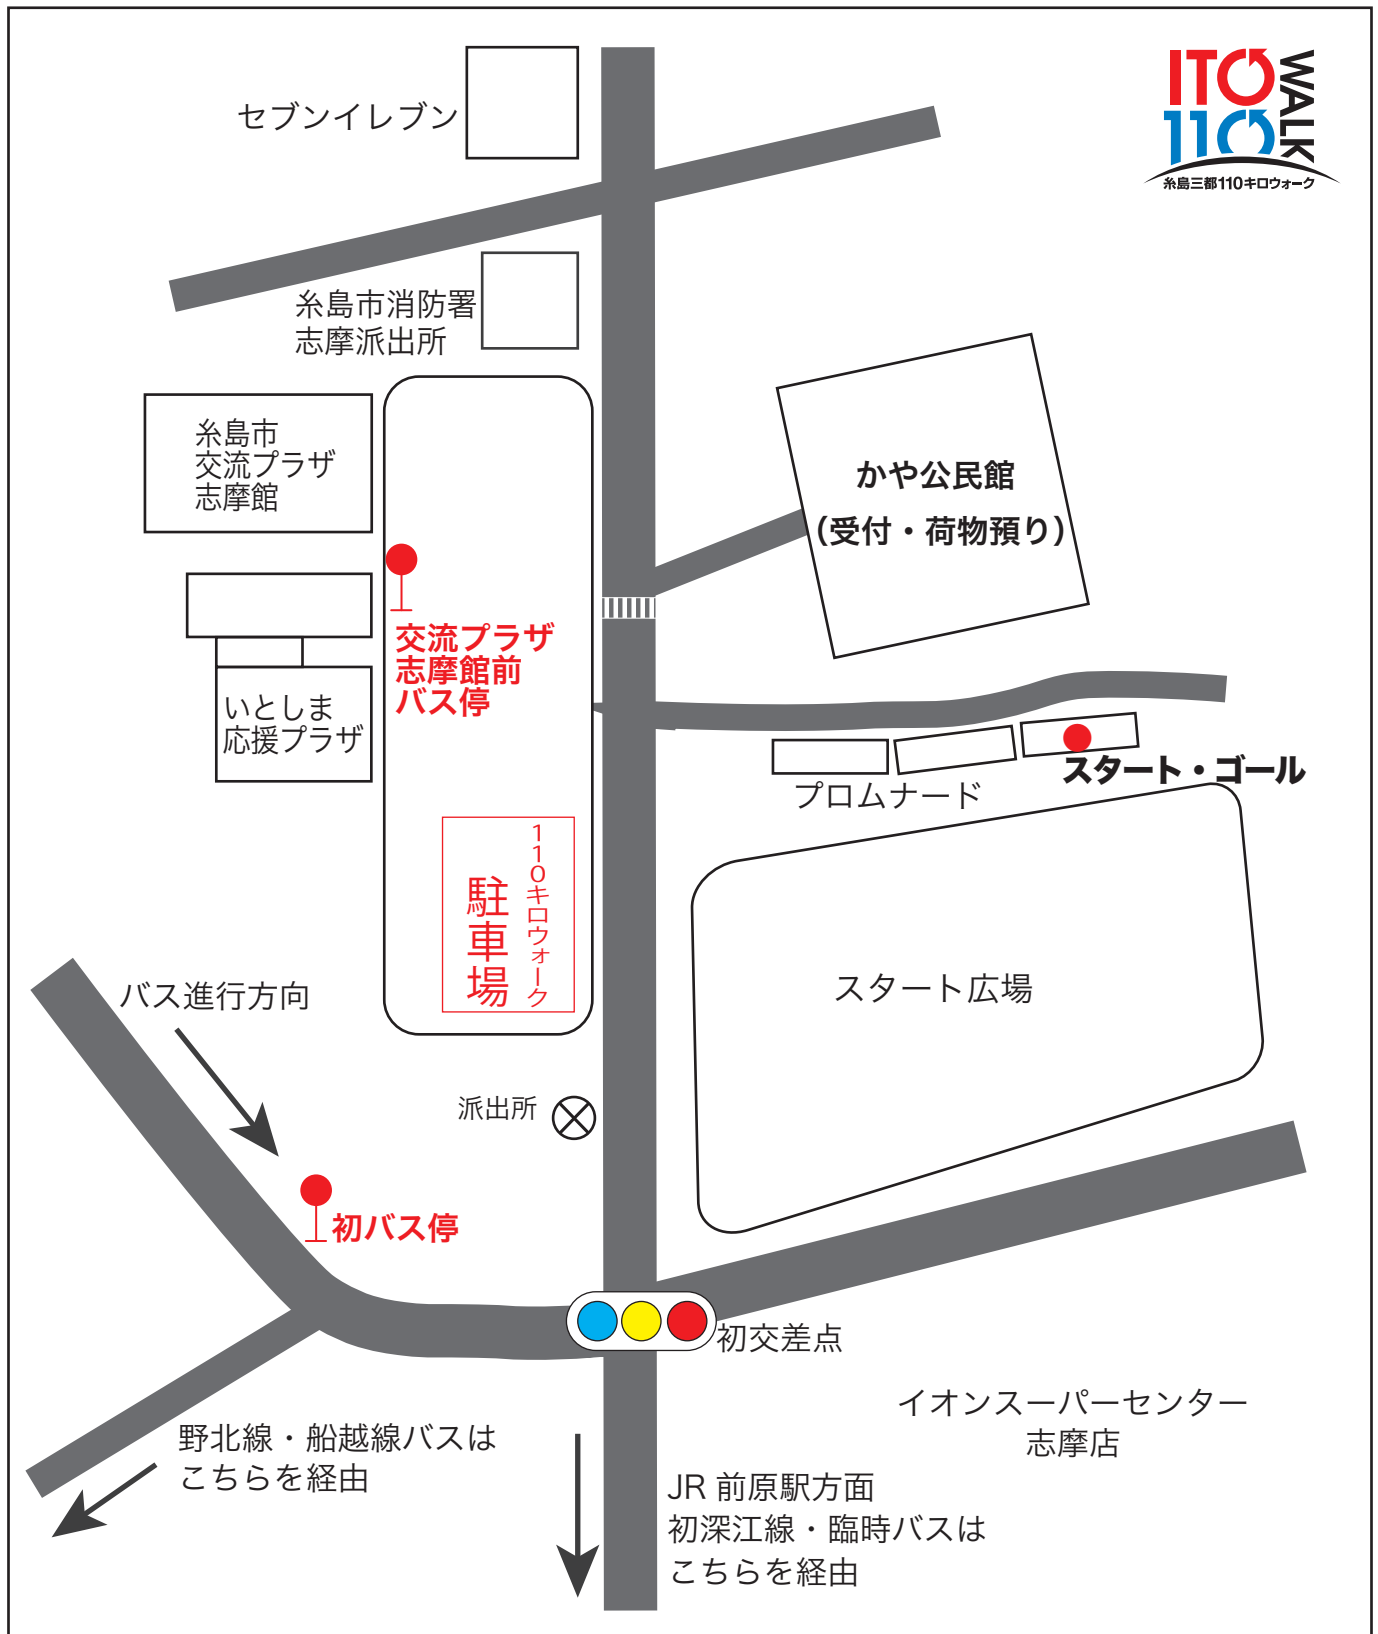 セブンイレブン
ITO
110
WALK
糸島三都110キロウォーク
糸島市消防署
志摩派出所
糸島市
交流プラザ
志摩館
かや公民館
(受付・荷物預り)
交流プラザ
志摩館前
バス停
いとしま
応援プラザ
スタート・ゴール
プロムナード
110キロウォーク
駐車場
スタート広場
バス進行方向
派出所
初バス停
初交差点
イオンスーパーセンター
志摩店
野北線・船越線バスは
こちらを経由
JR 前原駅方面
初深江線・臨時バスは
こちらを経由